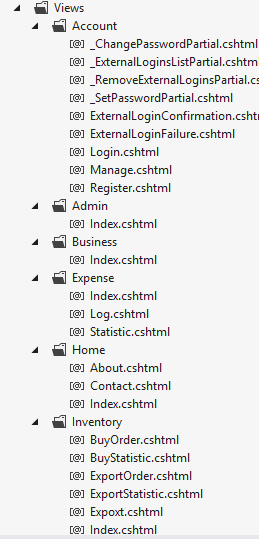 Views
Account
_ChangePasswordPartial.cshtml
_ExternalLoginsListPartial.cshtml
_RemoveExternalLoginsPartial.cs
_SetPasswordPartial.cshtml
ExternalLoginConfirmation.csht
ExternalLoginFailure.cshtml
Login.cshtml
Manage.cshtml
Register.cshtml
Admin
Index.cshtml
Business
Index.cshtml
Expense
Index.cshtml
Log.cshtml
Statistic.cshtml
Home
About.cshtml
Contact.cshtml
Index.cshtml
Inventory
BuyOrder.cshtml
BuyStatistic.cshtml
ExportOrder.cshtml
ExportStatistic.cshtml
Expoxt.cshtml
Index.cshtml